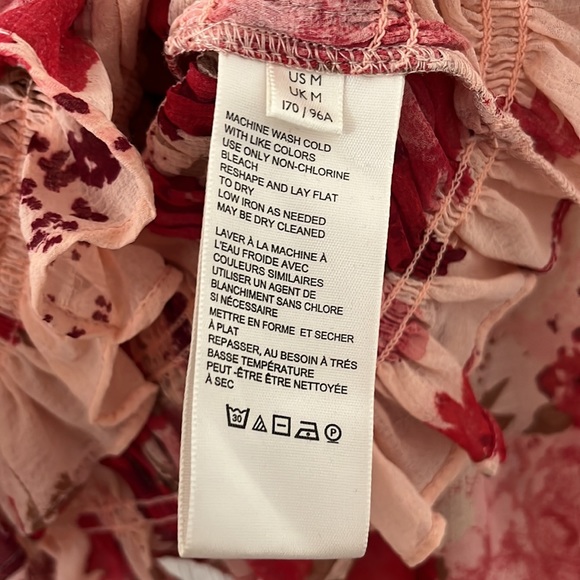 US M
UK M
170 / 96A
MACHINE WASH COLD
WITH LIKE COLORS
USE ONLY NON-CHLORINE
BLEACH
RESHAPE AND LAY FLAT
TO DRY
LOW IRON AS NEEDED
MAY BE DRY CLEANED
LAVER À LA MACHINE À
L'EAU FROIDE AVEC
COULEURS SIMILAIRES
UTILISER UN AGENT DE
BLANCHIMENT SANS CHLORE
SI NÉCESSAIRE
METTRE EN FORME ET SECHER
À PLAT
REPASSER, AU BESOIN À TRÉS
BASSE TEMPÉRATURE
PEUT -ÊTRE ÊTRE NETTOYÉE
À SEC
30 P